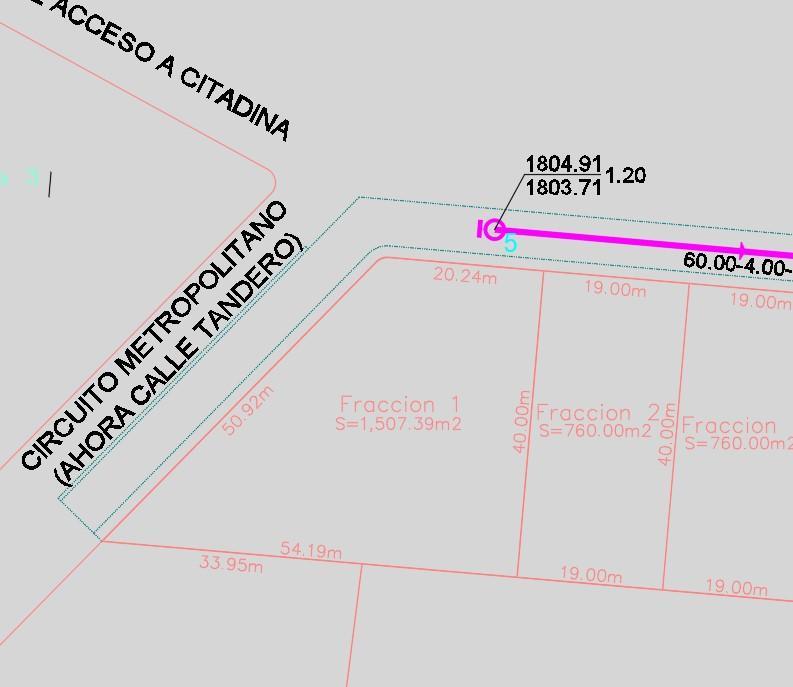 ACCESO A CITADINA
3
CIRCUITO METROPOLITANO
(AHORA CALLE TANDERO)
1804.91
1803.71
1.20
5
60.00-4.00-
20.24m
19.00m
19.00m
50.92m
Fraccion 1
S=1,507.39m2
40.00m
Fraccion 2
S=760.00m2
40.00m
Fraccion
S=760.00m2
54.19m
33.95m
19.00m
19.00m